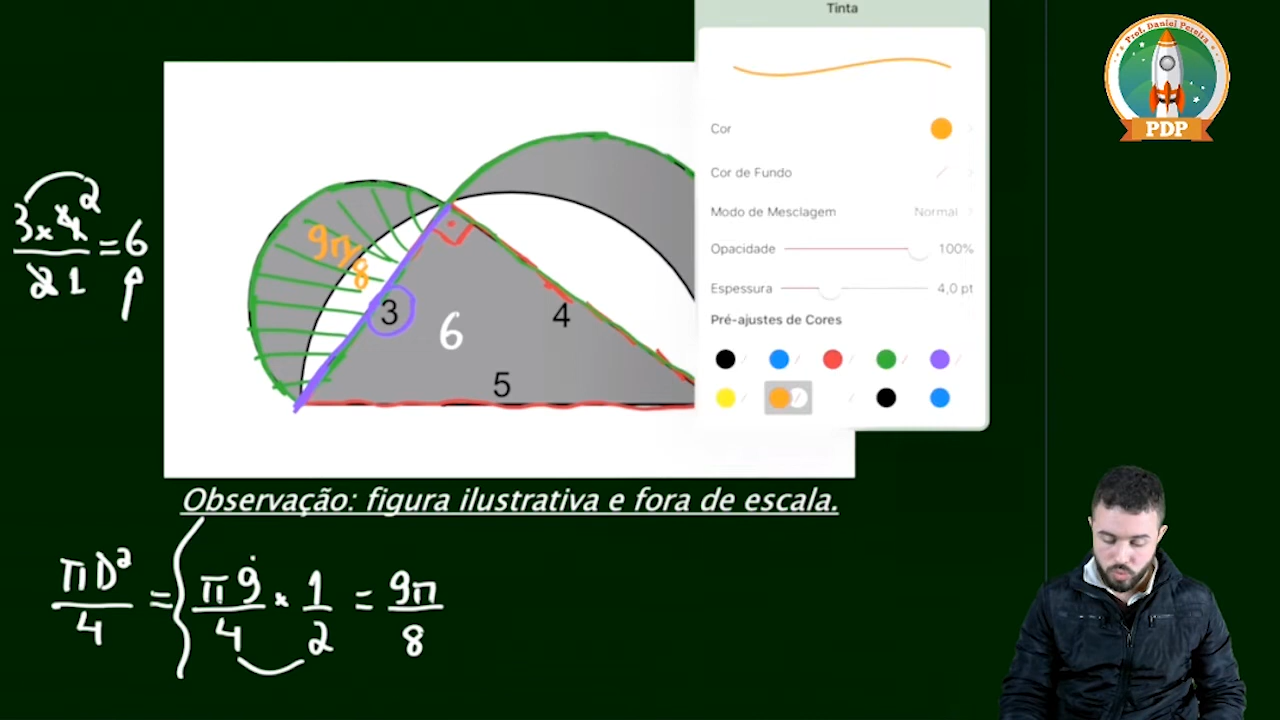 Tinta
Cor
Cor de Fundo
Modo de Mesclagem Normal
Opacidade 100%
Espessura 4,0 pt
Pré-ajustes de Cores
Prof. Daniel Pereira
PDP
3 x 4 2
2 1
= 6
9π/8
3
6
4
5
Observação: figura ilustrativa e fora de escala.
πD²/4 = π9/4 × 1/2 = 9π/8